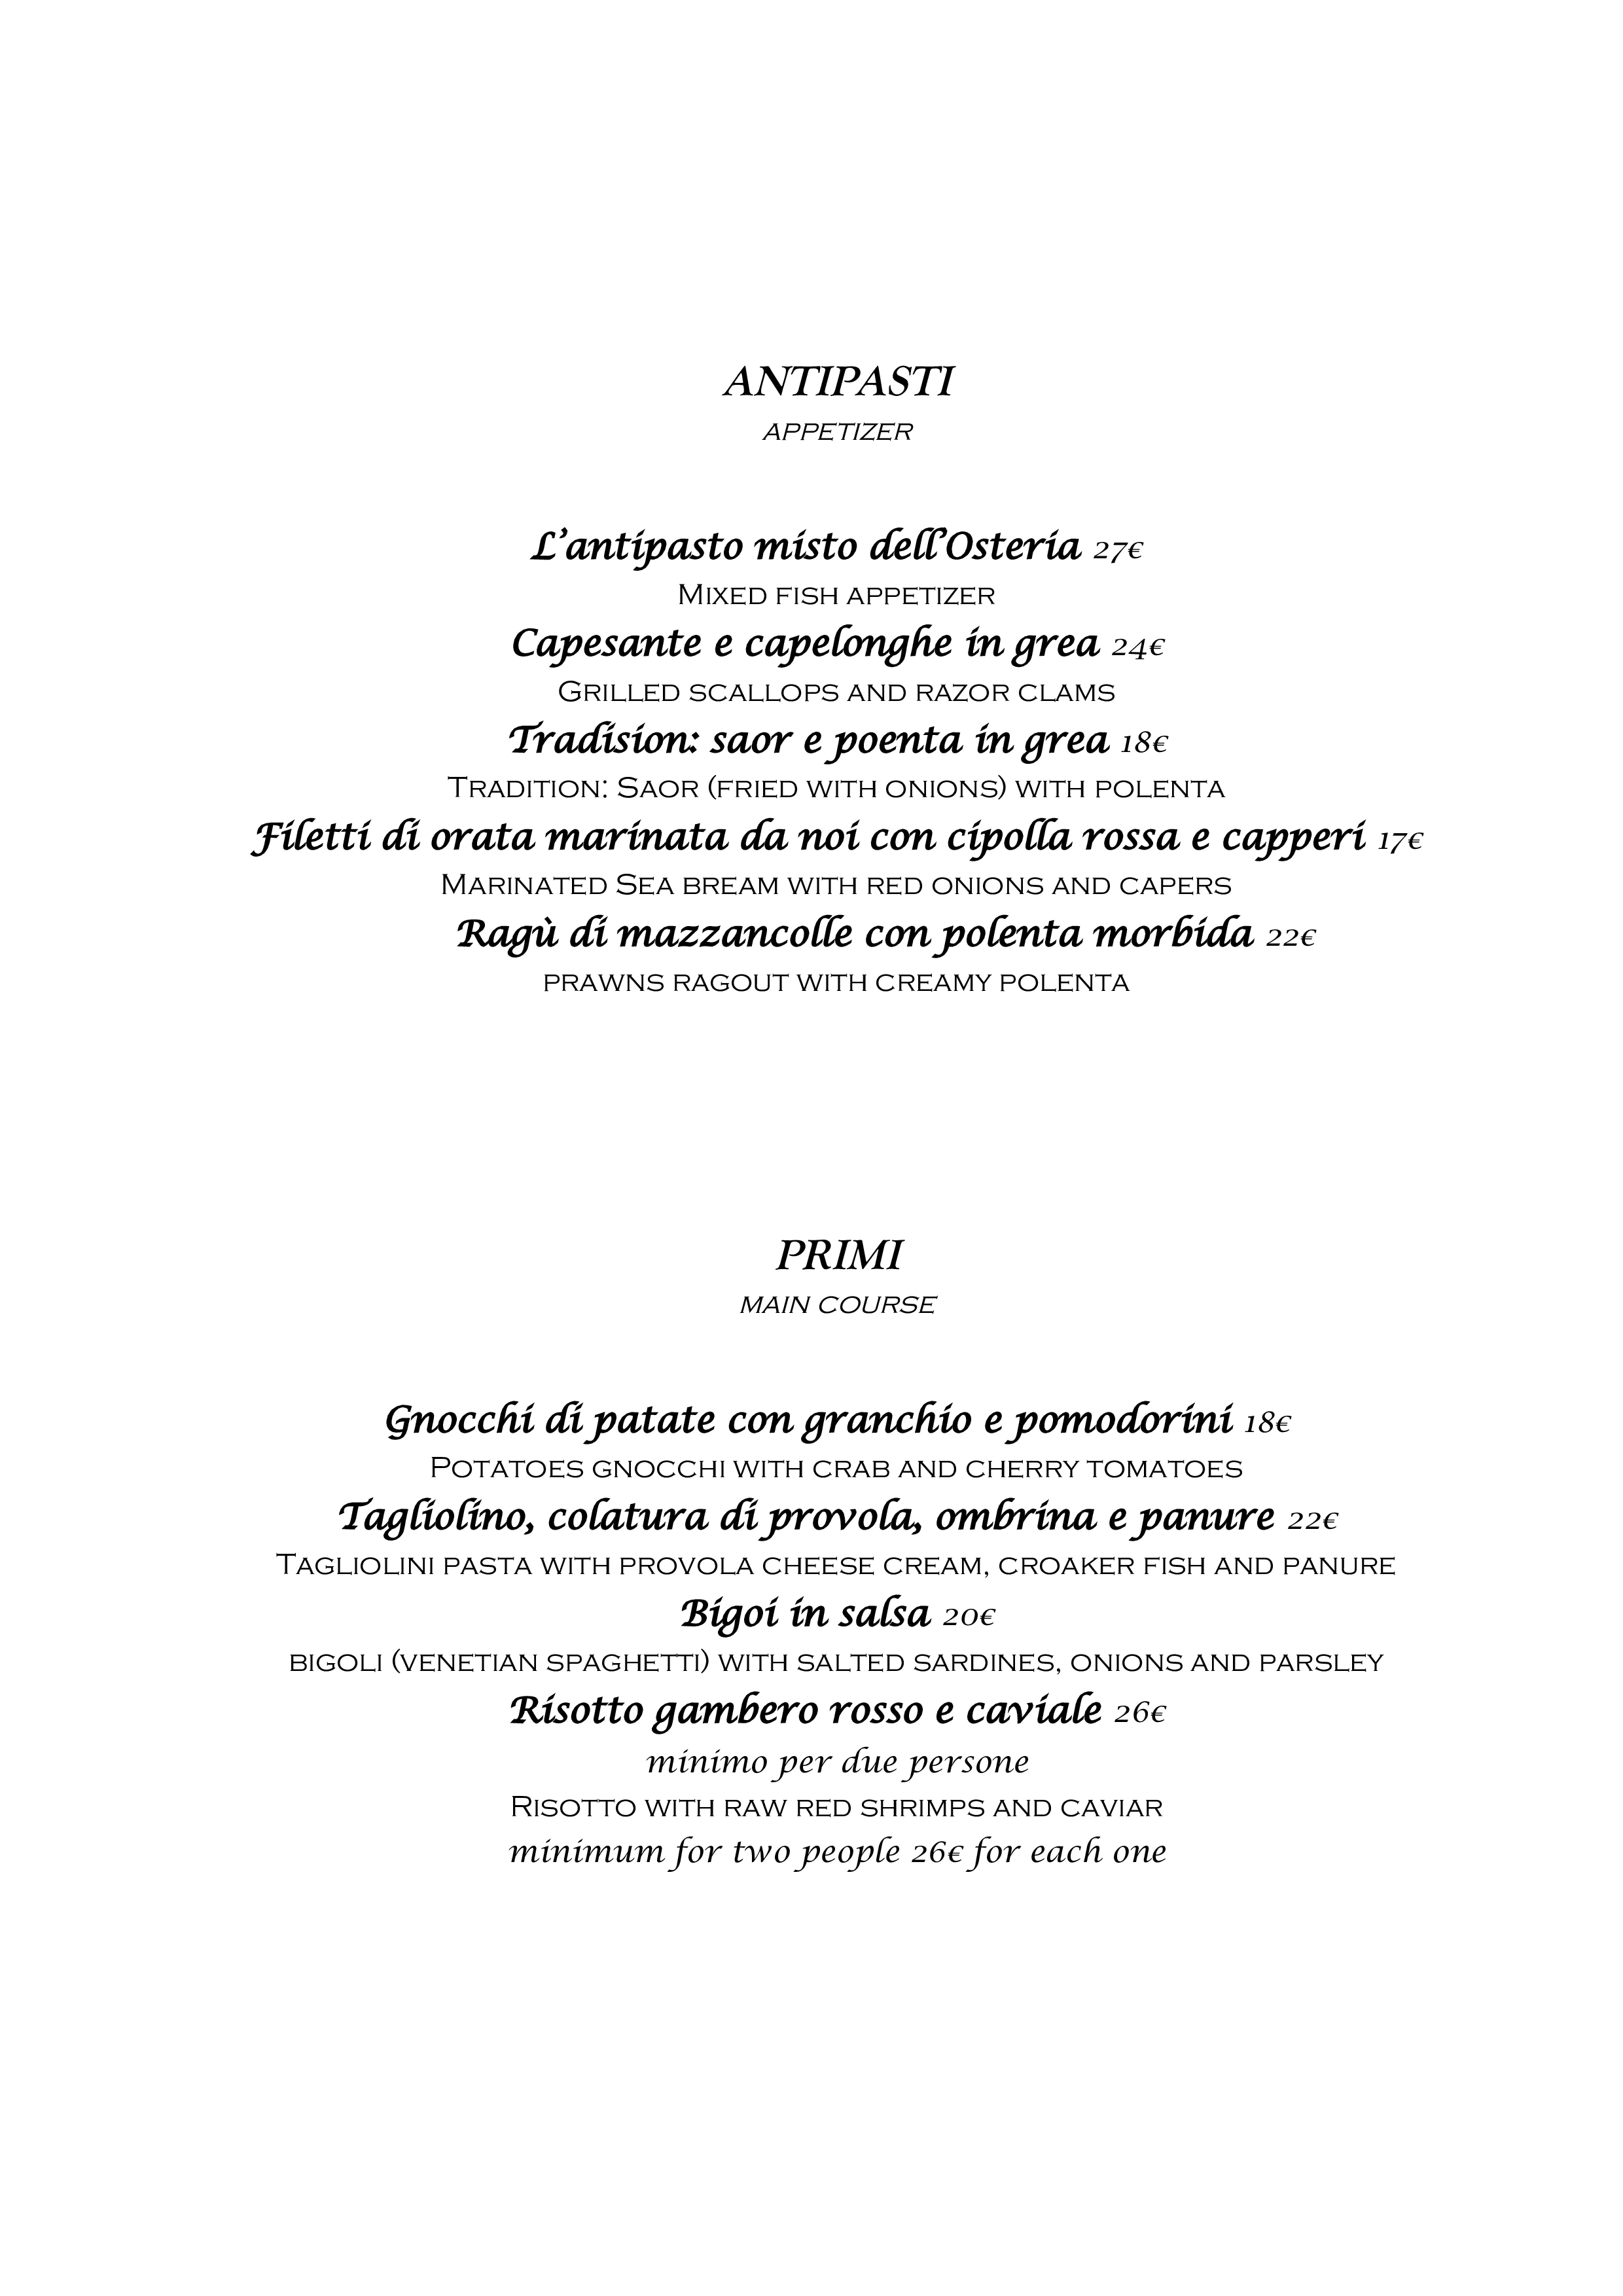 ANTIPASTI
APPETIZER
L'antipasto misto dell'Osteria 27€
Mixed fish appetizer
Capesante e capelonghe in grea 24€
Grilled scallops and razor clams
Tradision: saor e poenta in grea 18€
Tradition: Saor (fried with onions) with polenta
Filetti di orata marinata da noi con cipolla rossa e capperi 17€
Marinated Sea bream with red onions and capers
Ragù di mazzancolle con polenta morbida 22€
prawns ragout with creamy polenta
PRIMI
MAIN COURSE
Gnocchi di patate con granchio e pomodorini 18€
Potatoes gnocchi with crab and cherry tomatoes
Tagliolino, colatura di provola, ombrina e panure 22€
Tagliolini pasta with provola cheese cream, croaker fish and panure
Bigoi in salsa 20€
bigoli (venetian spaghetti) with salted sardines, onions and parsley
Risotto gambero rosso e caviale 26€
minimo per due persone
Risotto with raw red shrimps and caviar
minimum for two people 26€ for each one